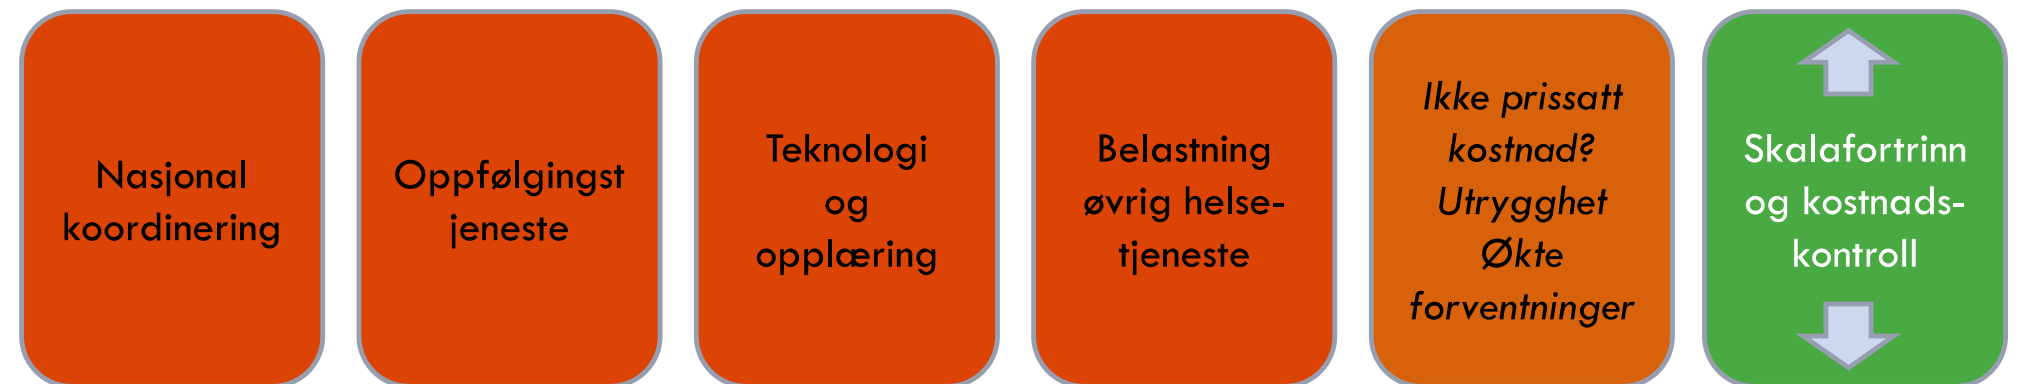 Nasjonal
koordinering
Oppfølgingst
jeneste
Teknologi
og
opplæring
Belastning
øvrig helse-
tjeneste
Ikke prissatt
kostnad?
Utrygghet
Økte
forventninger
Skalafortrinn
og kostnads-
kontroll